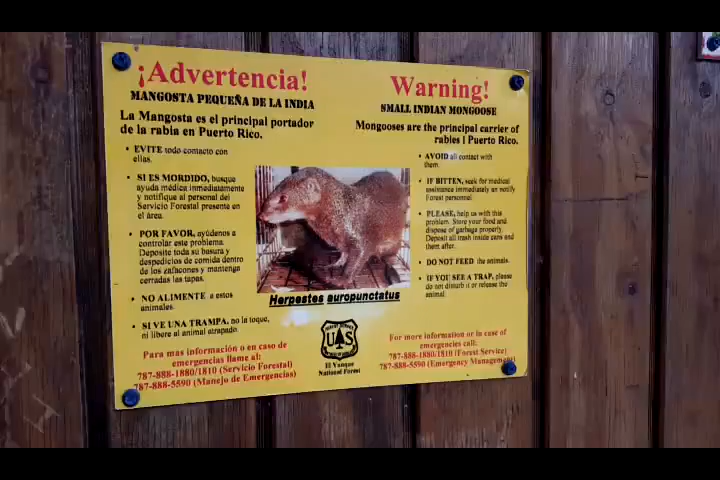 ¡Advertencia!
MANGOSTA PEQUEÑA DE LA INDIA
La Mangosta es el principal portador
de la rabia en Puerto Rico.
• EVITE todo contacto con
ellas.
• SI ES MORDIDO, busque
ayuda médica inmediatamente
y notifique al personal del
Servicio Forestal presente en
el área.
• POR FAVOR, ayúdenos a
controlar este problema.
Deposite toda su basura y
despedicios de comida dentro
de los zafacones y mantenga
cerradas las tapas.
• NO ALIMENTE a estos
animales.
• SI VE UNA TRAMPA, no la toque,
ni libere al animal atrapado.
Para mas información o en caso de
emergencias llame al:
787-888-1880/1810 (Servicio Forestal)
787-888-5590 (Manejo de Emergencias)
Herpestes auropunctatus
FOREST SERVICE
U S
El Yunque
National Forest
Warning!
SMALL INDIAN MONGOOSE
Mongooses are the principal carrier of
rabies i Puerto Rico.
• AVOID all contact with
them.
• IF BITTEN, seek for medical
assistance immediately an notify
Forest personnel
• PLEASE, help us with this
problem. Store your food and
dispose of garbage properly.
Deposit all trash inside cans and
them after.
• DO NOT FEED the animals.
• IF YOU SEE A TRAP, please
do not disturb it or release the
animal.
For more information or in case of
emergencies call:
787-888-1880/1810 (Forest Service)
787-888-5590 (Emergency Management)